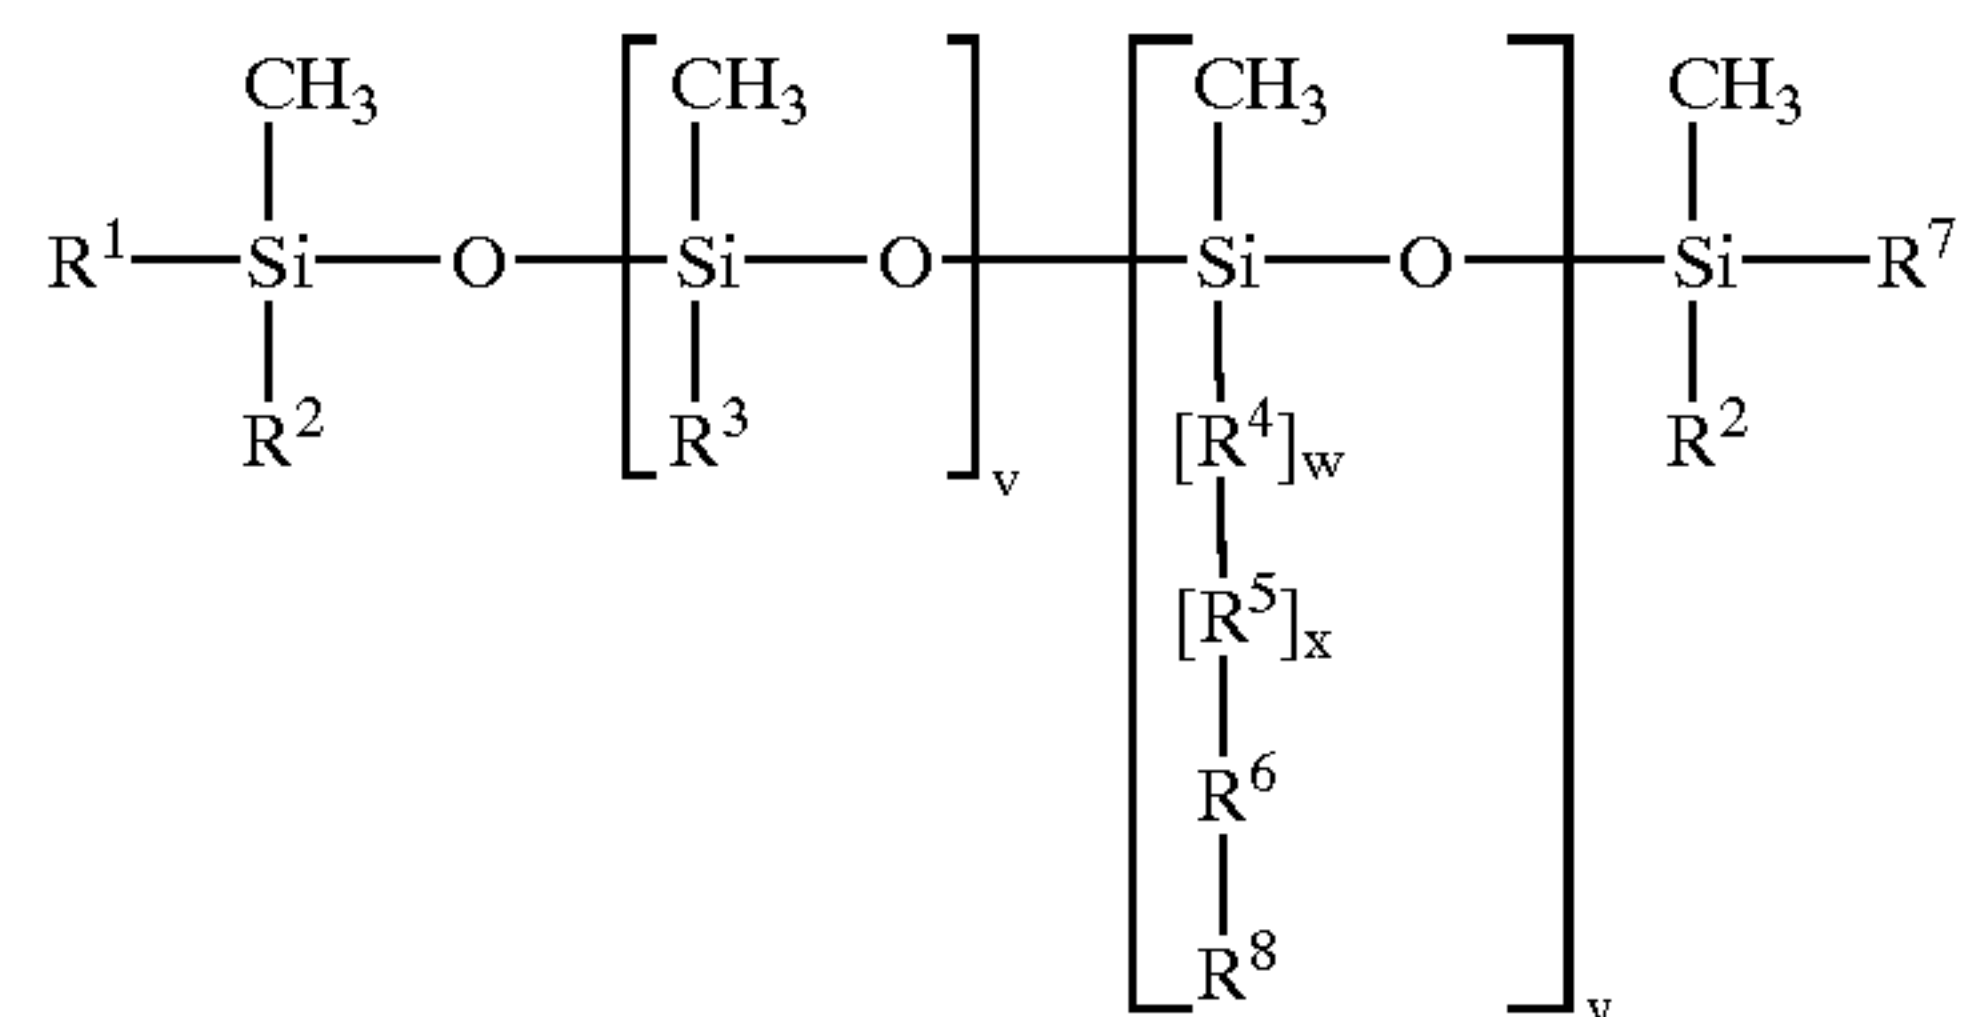 CH₃ CH₃ CH₃ CH₃
R¹—Si—O—[Si—O]—[Si—O]—Si—R⁷
R² R³ v [R⁴]w R²
[R⁵]x
R⁶
R⁸